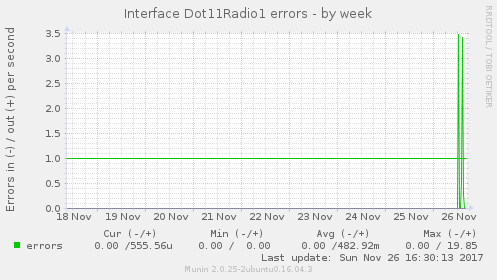 Interface Dot11Radio1 errors - by week
RRDTOOL / TOBI OETIKER
Errors in (-) / out (+) per second
3.5
3.0
2.5
2.0
1.5
1.0
0.5
0.0
18 Nov 19 Nov 20 Nov 21 Nov 22 Nov 23 Nov 24 Nov 25 Nov 26 Nov
Cur (-/+) Min (-/+) Avg (-/+) Max (-/+)
errors 0.00 /555.56u 0.00 / 0.00 0.00 /482.92m 0.00 / 19.85
Last update: Sun Nov 26 16:30:13 2017
Munin 2.0.25-2ubuntu0.16.04.3